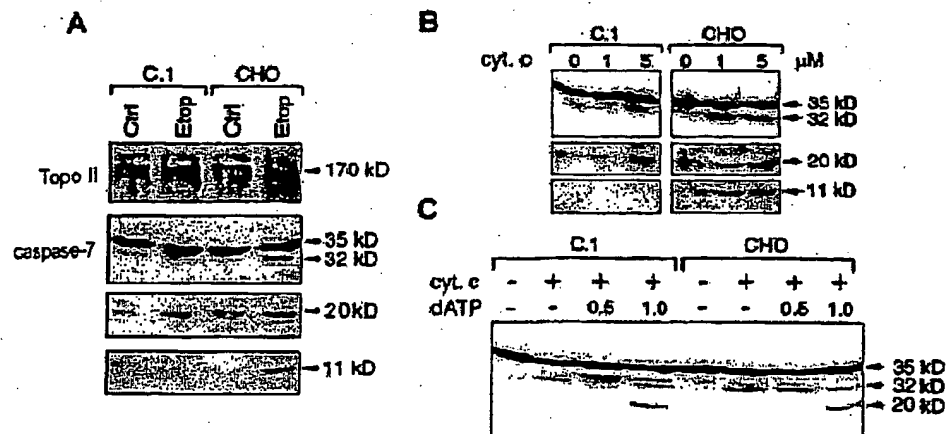 A
C.1 CHO
Ctrl Etop Ctrl Etop
Topo II 170 kD
caspase-7 35 kD
32 kD
20kD
11 kD
B
C.1 CHO
cyt. c 0 1 5 0 1 5 μM
35 kD
32 kD
20 kD
11 kD
C
C.1 CHO
cyt. c - + + + - + + +
dATP - - 0.5 1.0 - - 0.5 1.0
35 kD
32 kD
20 kD